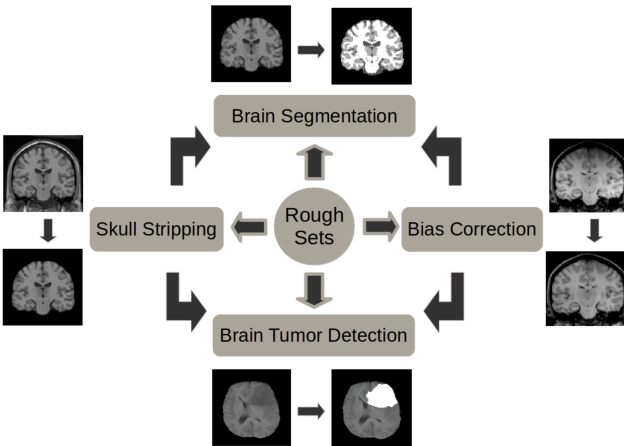 Brain Segmentation
Skull Stripping
Rough
Sets
Bias Correction
Brain Tumor Detection